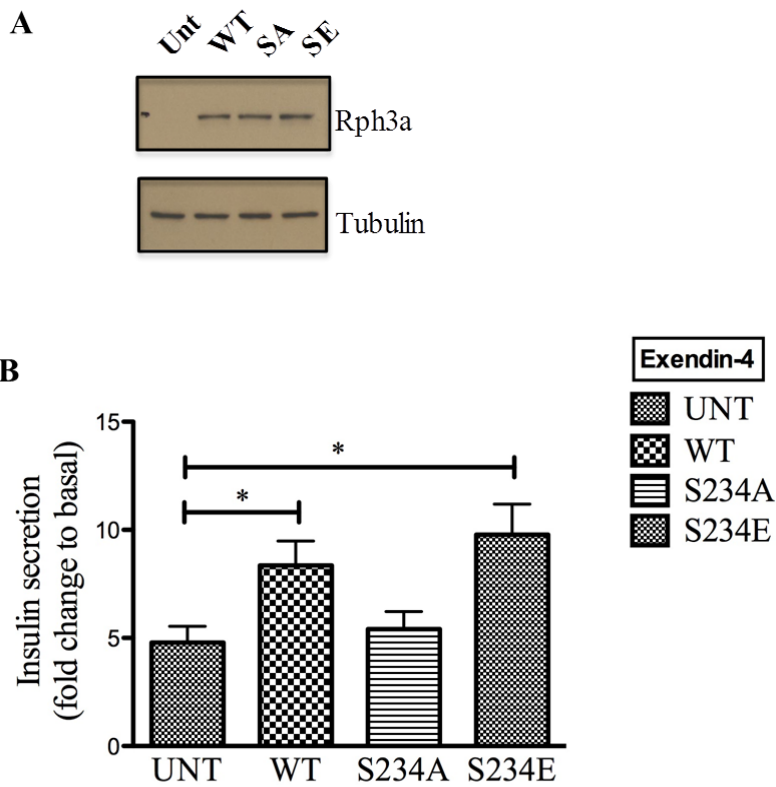 A
Unt WT SA SE
Rph3a
Tubulin
B
Exendin-4
UNT
WT
S234A
S234E
Insulin secretion
(fold change to basal)
15
10
5
0
*
*
UNT WT S234A S234E